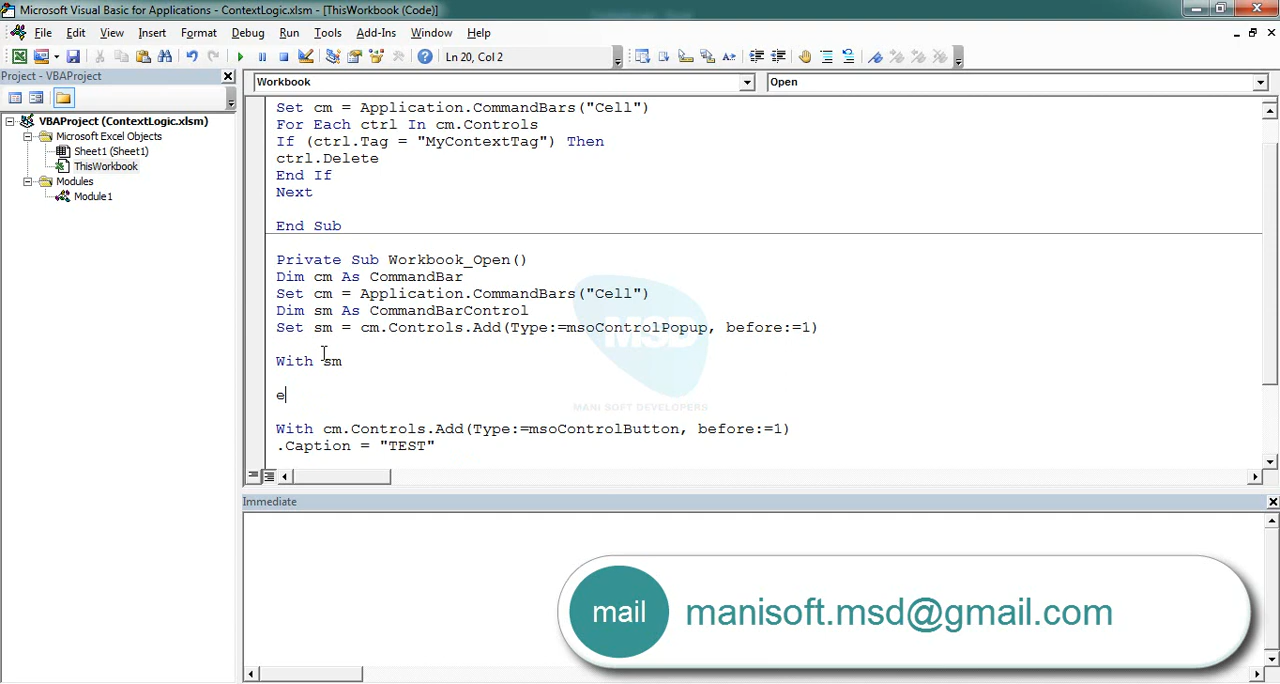 Microsoft Visual Basic for Applications - ContextLogic.xlsm - [ThisWorkbook (Code)]
File Edit View Insert Format Debug Run Tools Add-Ins Window Help
Ln 20, Col 2
Project - VBAProject
Workbook Open
VBAProject (ContextLogic.xlsm)
Microsoft Excel Objects
Sheet1 (Sheet1)
ThisWorkbook
Modules
Module1
Set cm = Application.CommandBars("Cell")
For Each ctrl In cm.Controls
If (ctrl.Tag = "MyContextTag") Then
ctrl.Delete
End If
Next
End Sub
Private Sub Workbook_Open()
Dim cm As CommandBar
Set cm = Application.CommandBars("Cell")
Dim sm As CommandBarControl
Set sm = cm.Controls.Add(Type:=msoControlPopup, before:=1)
With sm
e
With cm.Controls.Add(Type:=msoControlButton, before:=1)
.Caption = "TEST"
MSD
MANI SOFT DEVELOPERS
Immediate
mail manisoft.msd@gmail.com